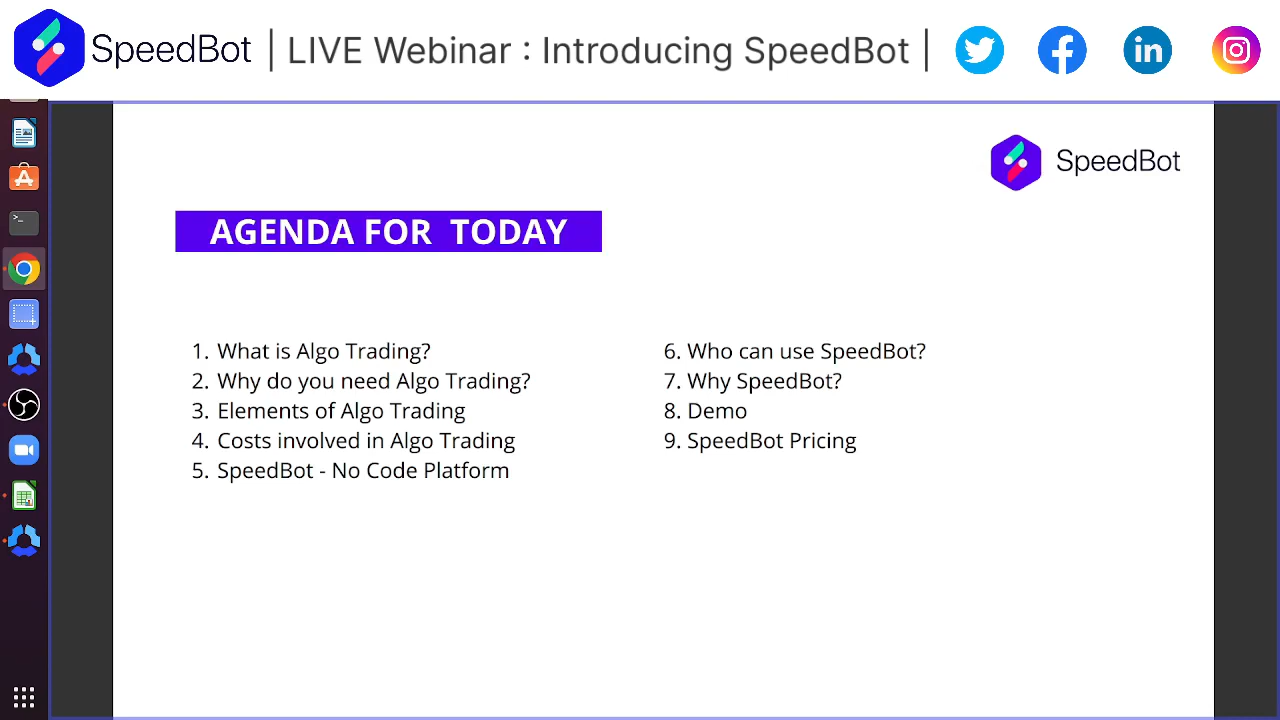 SpeedBot | LIVE Webinar : Introducing SpeedBot |
SpeedBot
AGENDA FOR TODAY
1. What is Algo Trading?
2. Why do you need Algo Trading?
3. Elements of Algo Trading
4. Costs involved in Algo Trading
5. SpeedBot - No Code Platform
6. Who can use SpeedBot?
7. Why SpeedBot?
8. Demo
9. SpeedBot Pricing